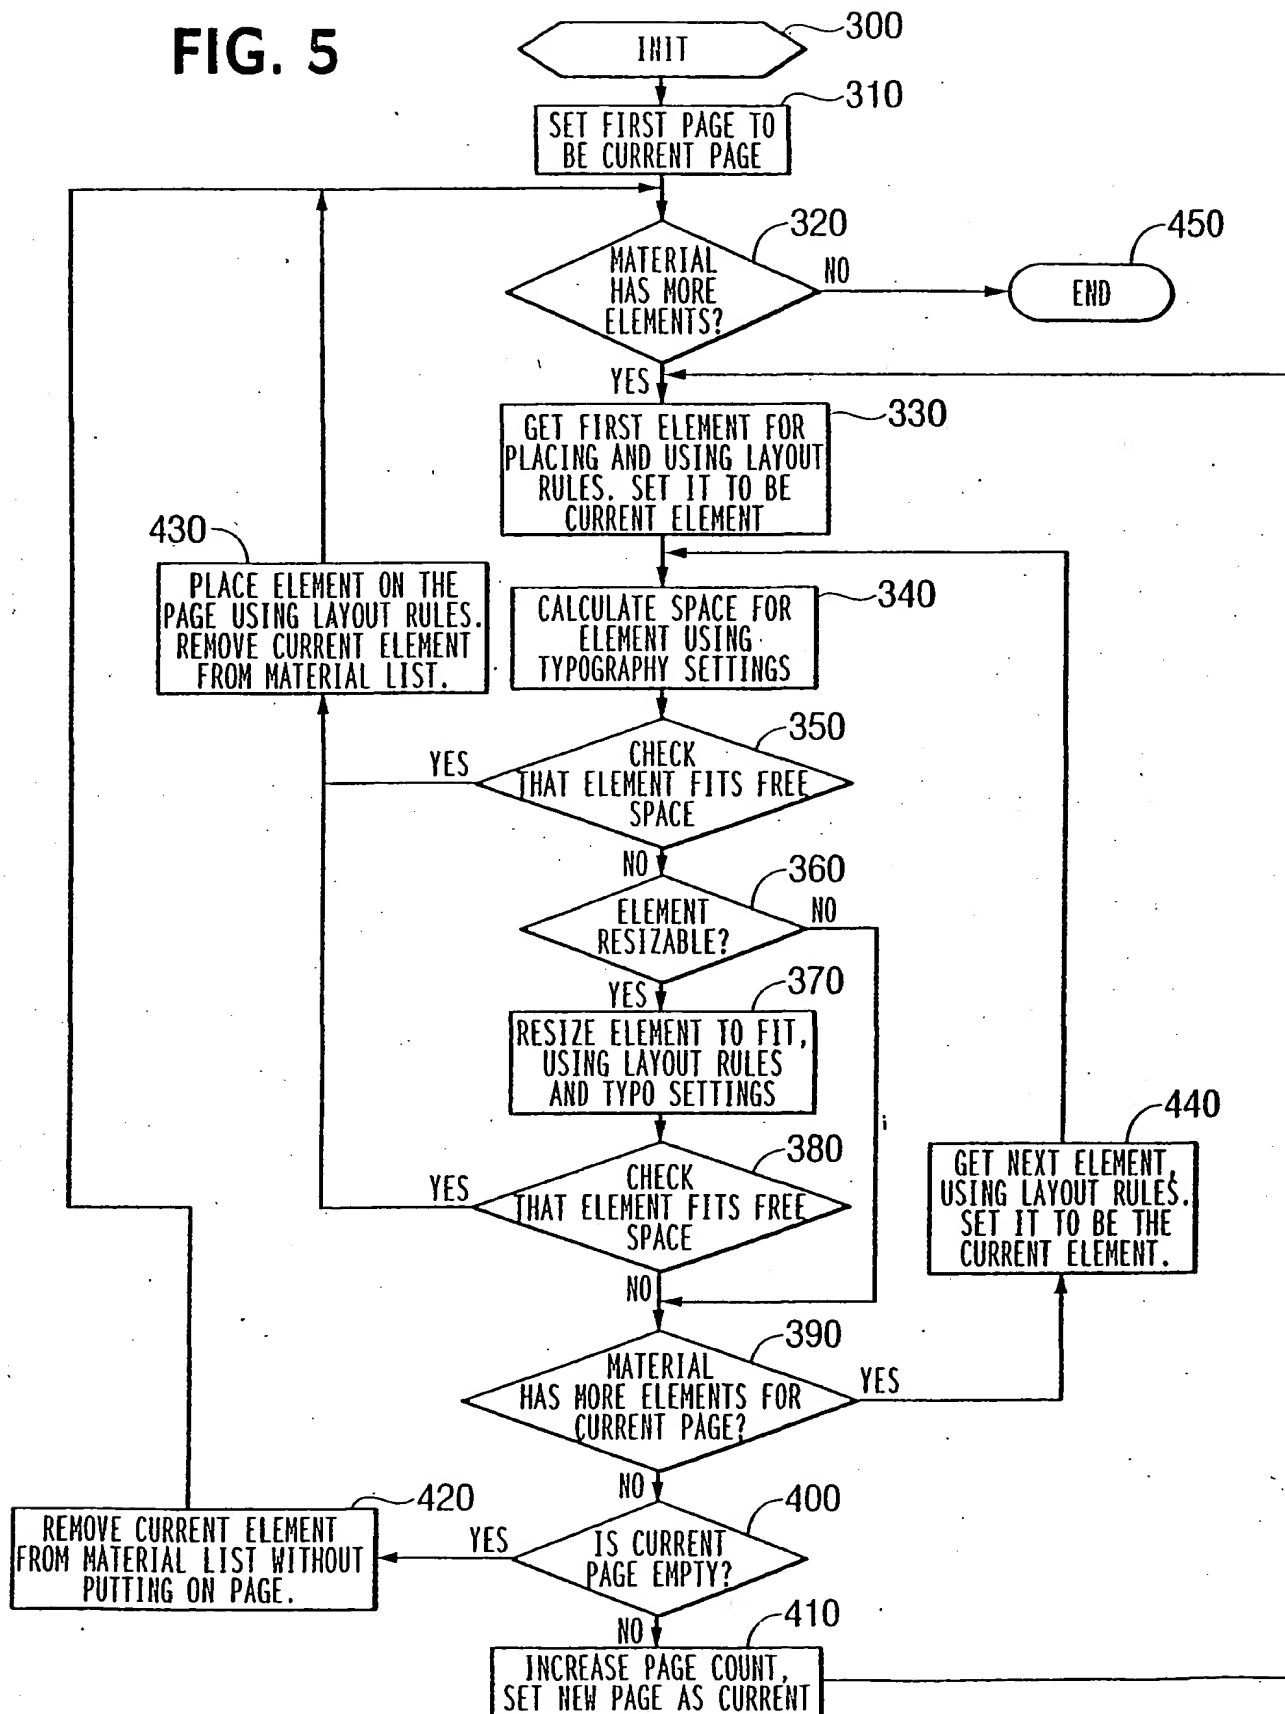 FIG. 5
300
INIT
310
SET FIRST PAGE TO
BE CURRENT PAGE
320
MATERIAL
HAS MORE
ELEMENTS?
NO
450
END
YES
330
GET FIRST ELEMENT FOR
PLACING AND USING LAYOUT
RULES. SET IT TO BE
CURRENT ELEMENT
430
PLACE ELEMENT ON THE
PAGE USING LAYOUT RULES.
REMOVE CURRENT ELEMENT
FROM MATERIAL LIST.
340
CALCULATE SPACE FOR
ELEMENT USING
TYPOGRAPHY SETTINGS
350
CHECK
THAT ELEMENT FITS FREE
SPACE
YES
NO
360
ELEMENT
RESIZABLE?
NO
YES
370
RESIZE ELEMENT TO FIT,
USING LAYOUT RULES
AND TYPO SETTINGS
380
CHECK
THAT ELEMENT FITS FREE
SPACE
YES
NO
440
GET NEXT ELEMENT,
USING LAYOUT RULES.
SET IT TO BE THE
CURRENT ELEMENT.
390
MATERIAL
HAS MORE ELEMENTS FOR
CURRENT PAGE?
YES
NO
400
IS CURRENT
PAGE EMPTY?
YES
420
REMOVE CURRENT ELEMENT
FROM MATERIAL LIST WITHOUT
PUTTING ON PAGE.
NO
410
INCREASE PAGE COUNT,
SET NEW PAGE AS CURRENT